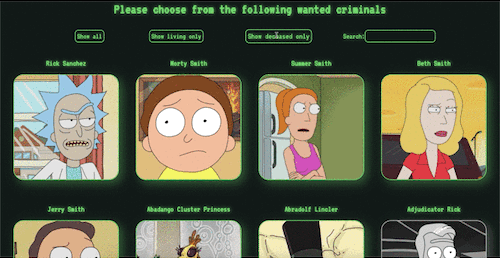 Please choose from the following wanted criminals
Show all
Show living only
Show deceased only
Search:
Rick Sanchez
Morty Smith
Summer Smith
Beth Smith
Jerry Smith
Abadango Cluster Princess
Abradolf Lincler
Adjudicator Rick